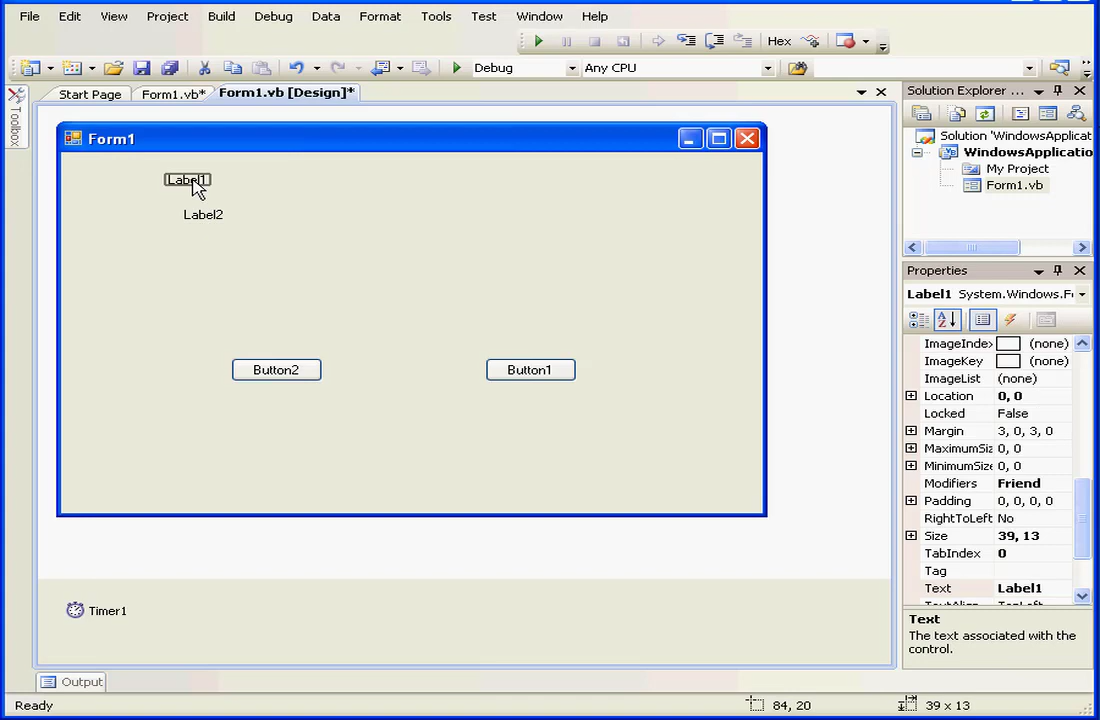 File Edit View Project Build Debug Data Format Tools Test Window Help
Hex
Debug Any CPU
Start Page Form1.vb* Form1.vb [Design]*
Toolbox
Form1
Label1
Label2
Button2 Button1
Timer1
Output
Ready 84, 20 39 x 13
Solution Explorer ...
Solution 'WindowsApplicat
WindowsApplicatio
My Project
Form1.vb
Properties
Label1 System.Windows.F
ImageIndex (none)
ImageKey (none)
ImageList (none)
Location 0, 0
Locked False
Margin 3, 0, 3, 0
MaximumSiz 0, 0
MinimumSize 0, 0
Modifiers Friend
Padding 0, 0, 0, 0
RightToLeft No
Size 39, 13
TabIndex 0
Tag
Text Label1
TextAlign TopLeft
Text
The text associated with the
control.